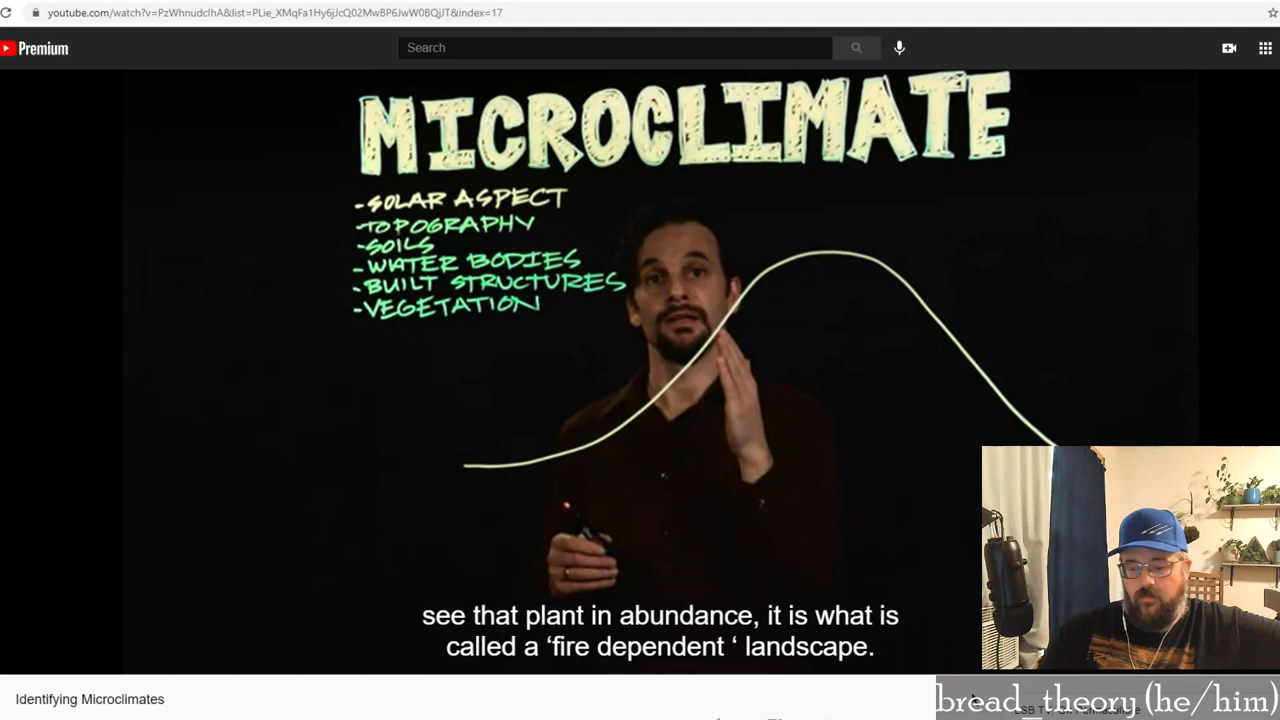 youtube.com/watch?v=PzWhnudcIhA&list=PLie_XMqFa1Hy6jJcQ02MwBP6JwW0BQjJT&index=17
Premium
Search
MICROCLIMATE
-SOLAR ASPECT
-TOPOGRAPHY
-SOILS
-WATER BODIES
-BUILT STRUCTURES
-VEGETATION
see that plant in abundance, it is what is
called a ‘fire dependent ‘ landscape.
Identifying Microclimates
bread_theory (he/him)